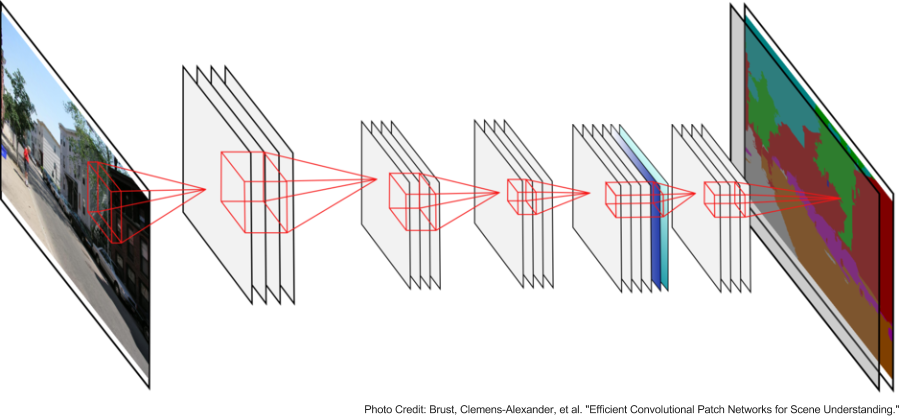 Photo Credit: Brust, Clemens-Alexander, et al. "Efficient Convolutional Patch Networks for Scene Understanding."